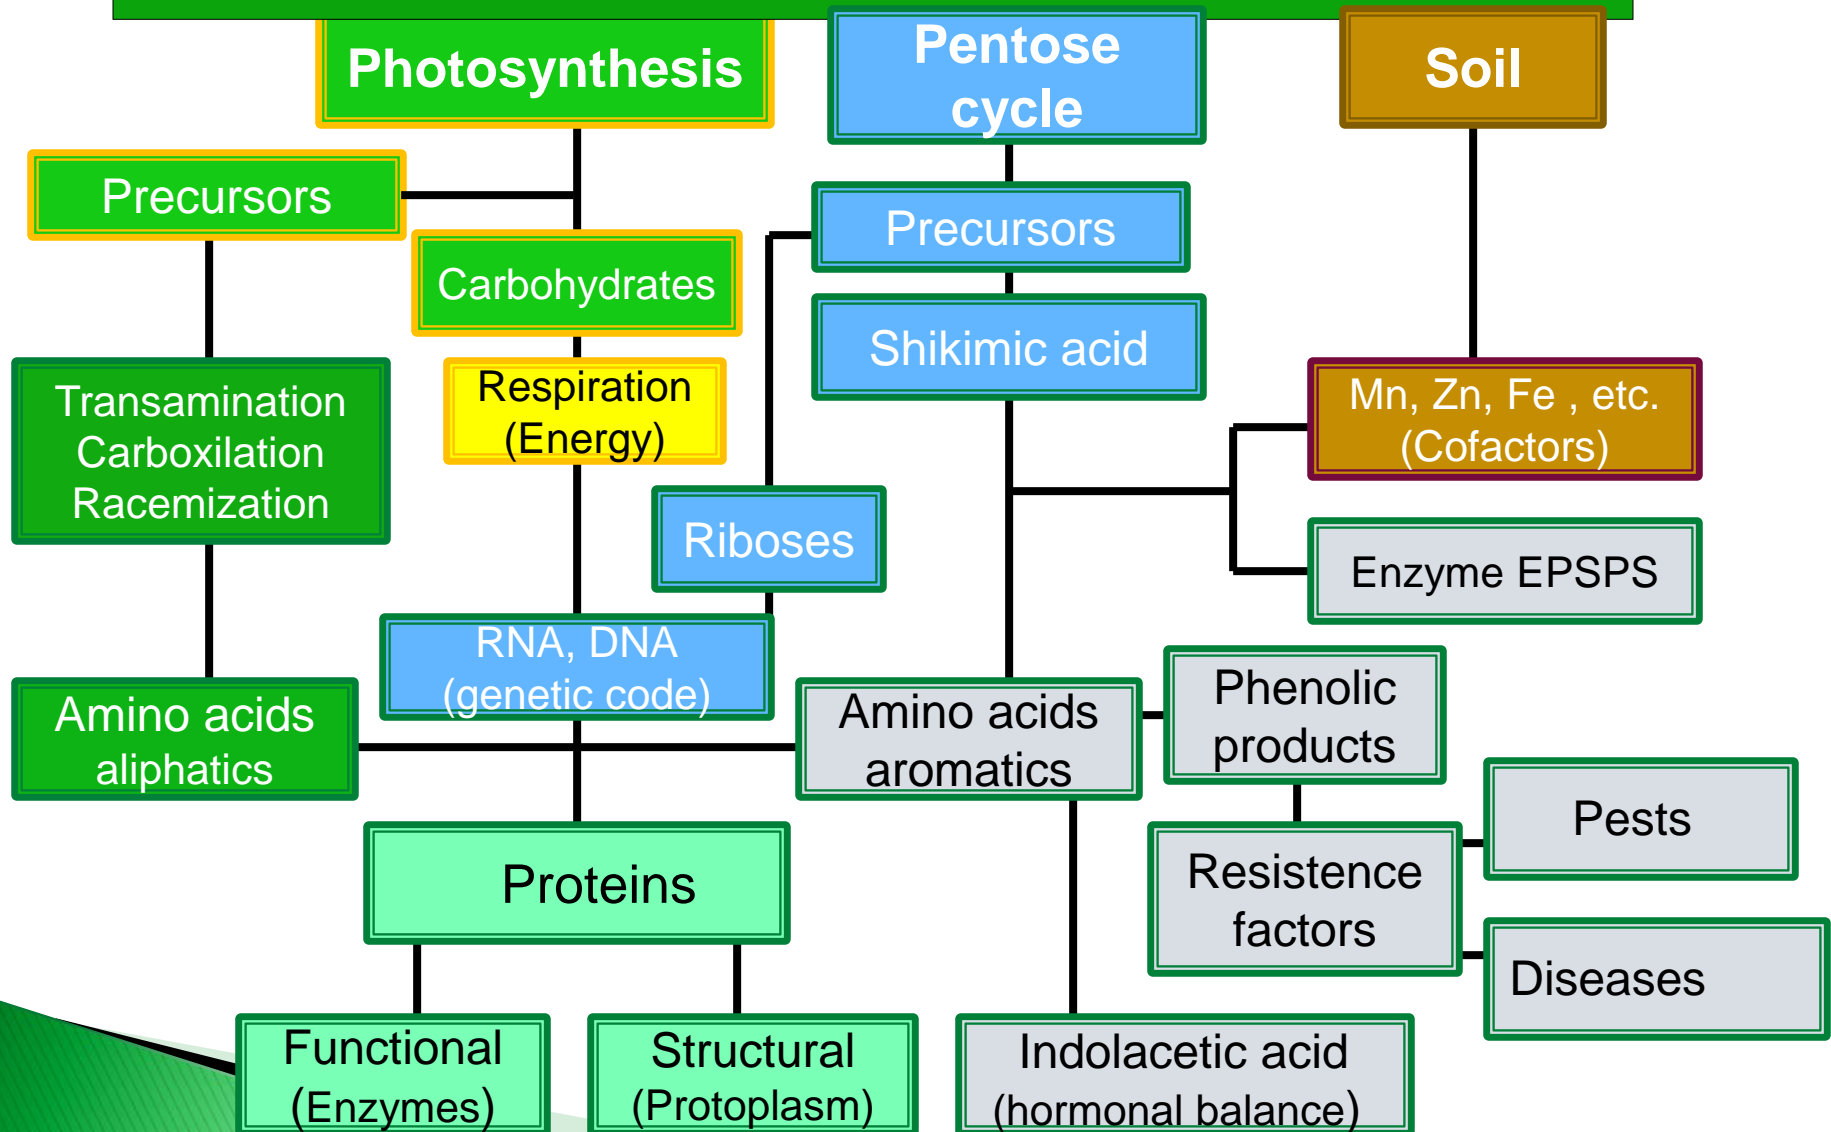 Photosynthesis
Pentose
cycle
Soil
Precursors
Precursors
Carbohydrates
Shikimic acid
Transamination
Carboxilation
Racemization
Respiration
(Energy)
Mn, Zn, Fe , etc.
(Cofactors)
Riboses
Enzyme EPSPS
RNA, DNA
(genetic code)
Amino acids
aliphatics
Amino acids
aromatics
Phenolic
products
Proteins
Resistence
factors
Pests
Diseases
Functional
(Enzymes)
Structural
(Protoplasm)
Indolacetic acid
(hormonal balance)